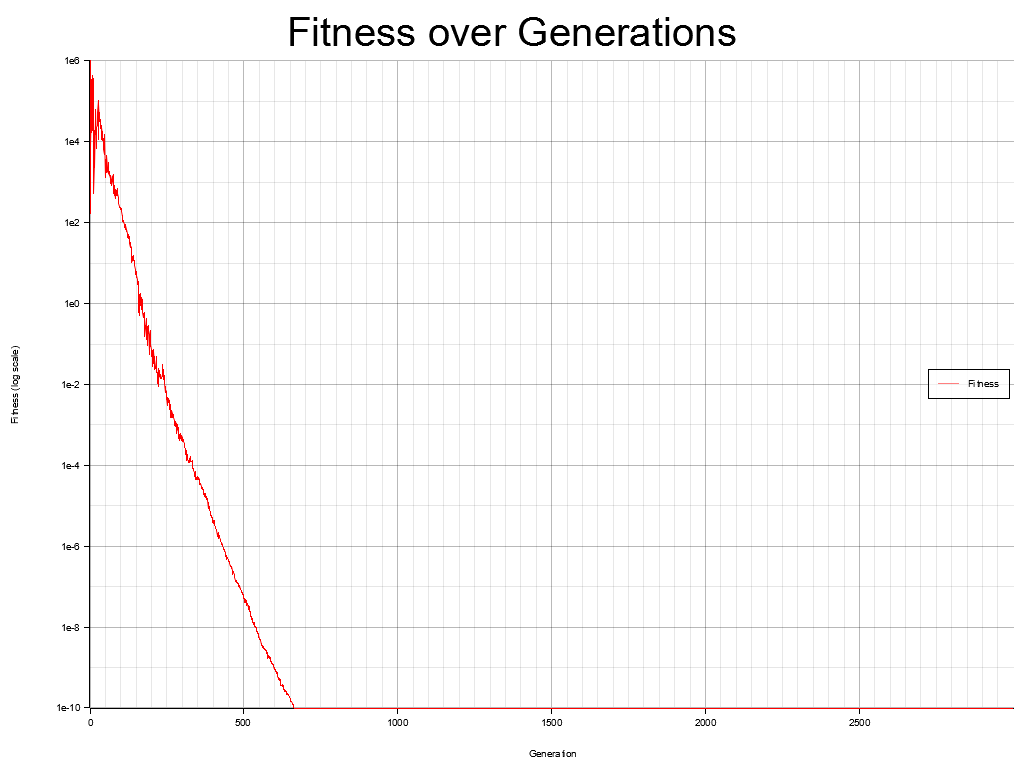 Fitness over Generations
1e6
1e4
1e2
1e0
1e-2
1e-4
1e-6
1e-8
1e-10
Fitness (log scale)
Fitness
0
500
1000
1500
2000
2500
Generation